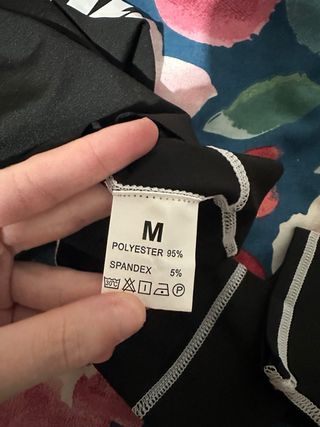 M
POLYESTER 95%
SPANDEX 5%